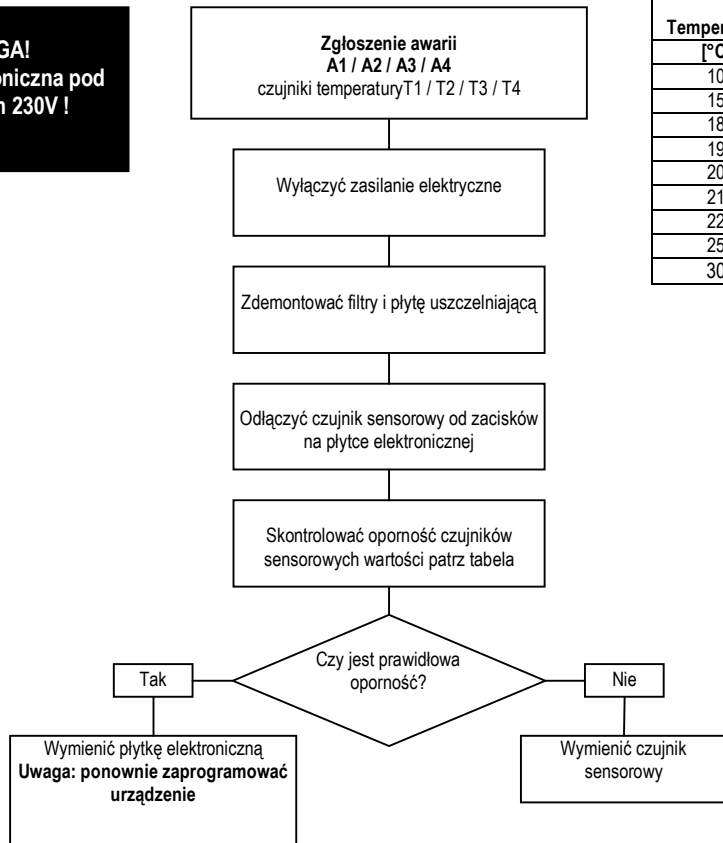 GA!
niczna pod
230V !
Zgłoszenie awarii
A1 / A2 / A3 / A4
czujniki temperaturyT1 / T2 / T3 / T4
Wyłączyć zasilanie elektryczne
Zdemontować filtry i płytę uszczelniającą
Odłączyć czujnik sensorowy od zacisków
na płytce elektronicznej
Skontrolować oporność czujników
sensorowych wartości patrz tabela
Czy jest prawidłowa
oporność?
Tak
Nie
Wymienić płytkę elektroniczną
Uwaga: ponownie zaprogramować
urządzenie
Wymienić czujnik
sensorowy
Temper
[°C
10
15
18
19
20
21
22
25
30